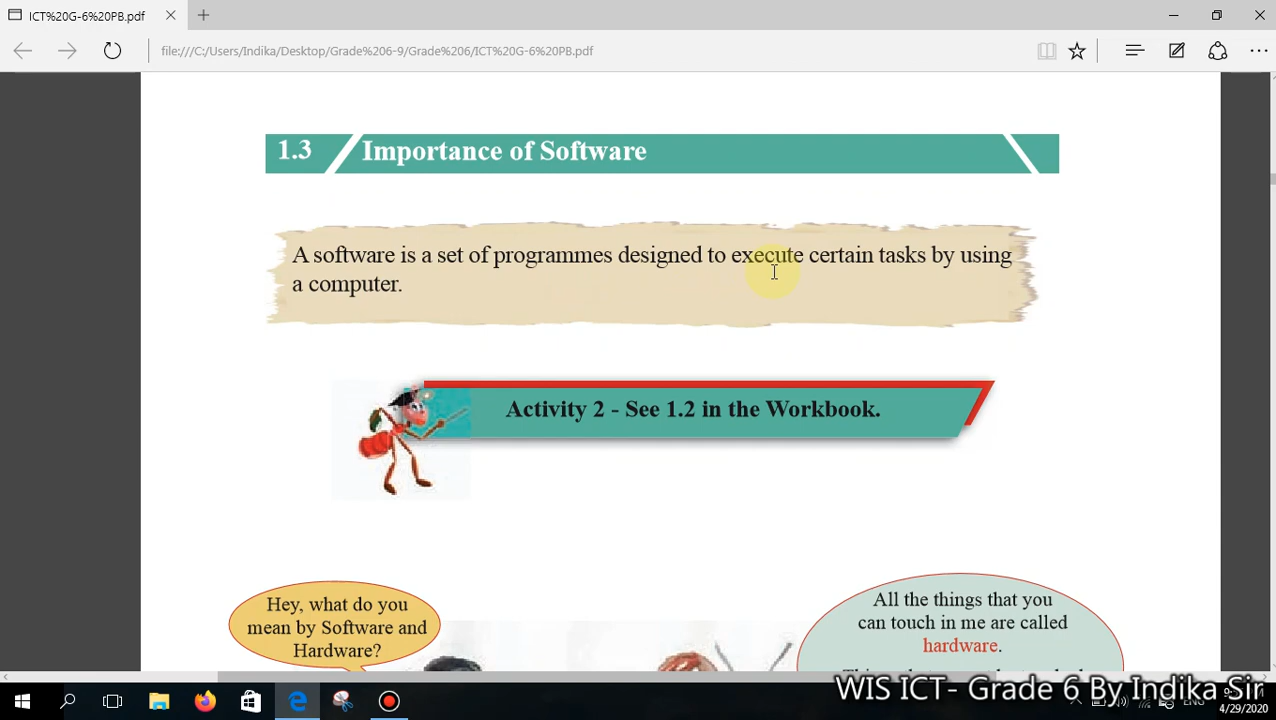 ICT%20G-6%20PB.pdf
file:///C:/Users/Indika/Desktop/Grade%206-9/Grade%206/ICT%20G-6%20PB.pdf
1.3 Importance of Software
A software is a set of programmes designed to execute certain tasks by using
a computer.
Activity 2 - See 1.2 in the Workbook.
Hey, what do you
mean by Software and
Hardware?
All the things that you
can touch in me are called
hardware.
WIS ICT- Grade 6 By Indika Sir
ENG
4/29/2020